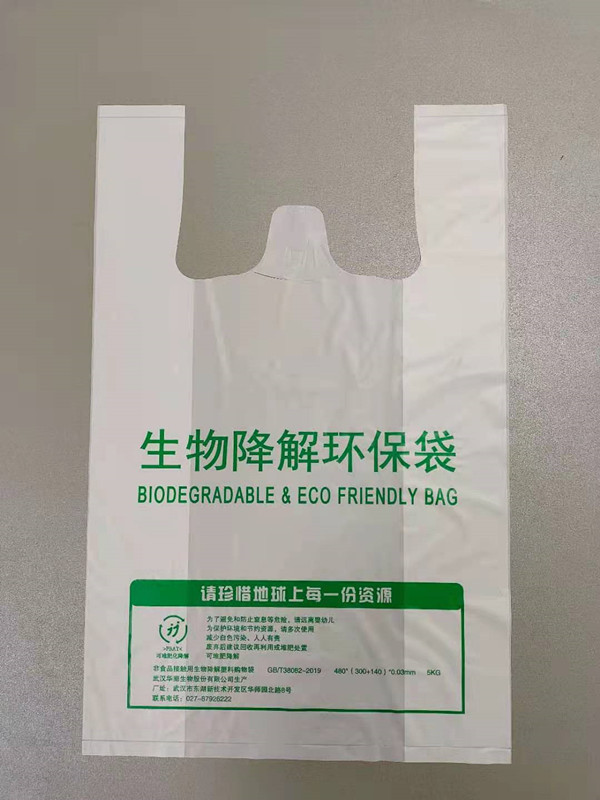 生物降解环保袋
BIODEGRADABLE & ECO FRIENDLY BAG
请珍惜地球上每一份资源
为了避免和防止窒息等危险,请远离婴幼儿
为保护环境和节约资源,请多次使用
减少白色污染,人人有责
废弃后建议回收再利用或堆肥处置
可堆肥降解
>PBAT<
可堆肥化降解
非食品接触用生物降解塑料购物袋 GB/T38082-2019 480*(300+140)*0.03mm 5KG
武汉华丽生物股份有限公司
厂址:武汉市东湖新技术开发区华师园北路8号
联系电话:027-87926222